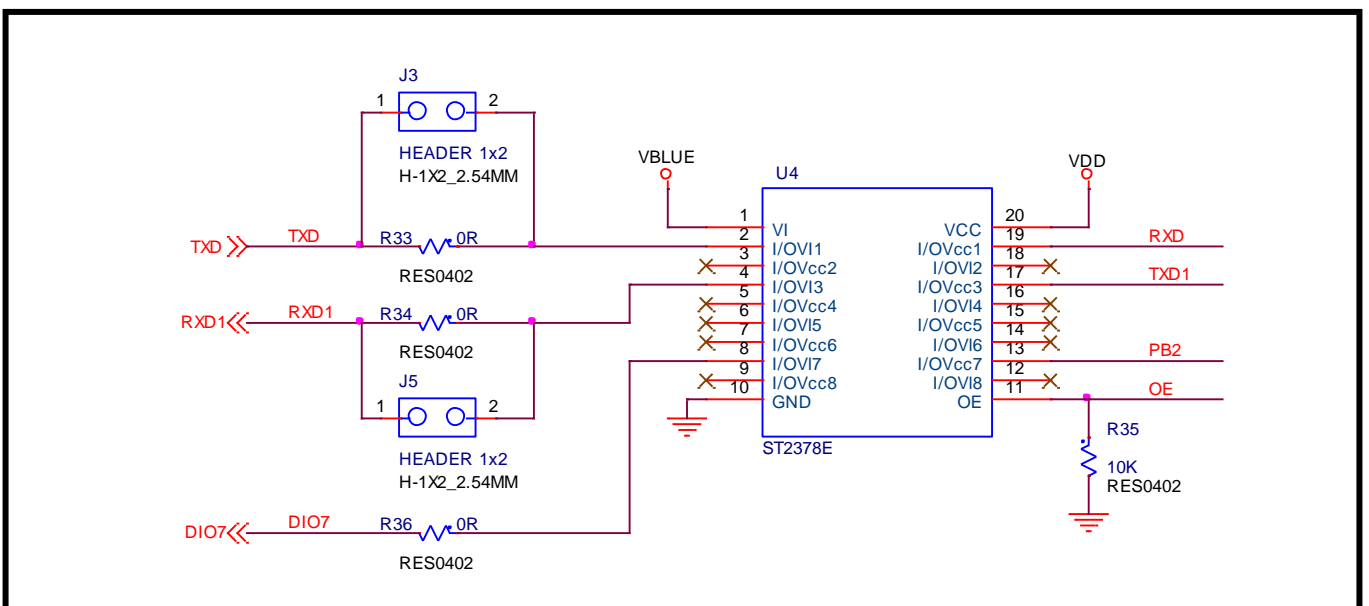 J3
1 2
HEADER 1x2
H-1X2_2.54MM
VBLUE
VDD
U4
TXD TXD R33 0R
RES0402
RXD1 RXD1 R34 0R
RES0402
J5
1 2
HEADER 1x2
H-1X2_2.54MM
DIO7 DIO7 R36 0R
RES0402
1 VI
2 I/OVI1
3 I/OVcc2
4 I/OVI3
5 I/OVcc4
6 I/OVI5
7 I/OVcc6
8 I/OVI7
9 I/OVcc8
10 GND
VCC 20
I/OVcc1 19 RXD
I/OVI2 18
I/OVcc3 17 TXD1
I/OVI4 16
I/OVcc5 15
I/OVI6 14
I/OVcc7 13 PB2
I/OVI8 12
OE 11 OE
ST2378E
R35
10K
RES0402